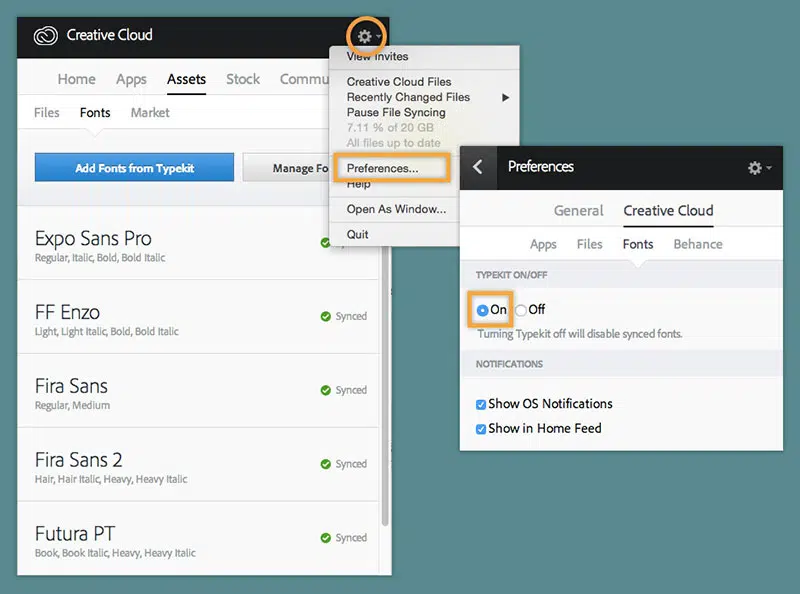 Creative Cloud
Home Apps Assets Stock Commu
Files Fonts Market
Add Fonts from Typekit
Manage Fo
Expo Sans Pro
Regular, Italic, Bold, Bold Italic
FF Enzo
Light, Light Italic, Bold, Bold Italic
Synced
Fira Sans
Regular, Medium
Synced
Fira Sans 2
Hair, Hair Italic, Heavy, Heavy Italic
Synced
Futura PT
Book, Book Italic, Heavy, Heavy Italic
Synced
View Invites
Creative Cloud Files
Recently Changed Files
Pause File Syncing
7.11 % of 20 GB
All files up to date
Preferences...
Help
Open As Window...
Quit
Preferences
General Creative Cloud
Apps Files Fonts Behance
TYPEKIT ON/OFF
On Off
Turning Typekit off will disable synced fonts.
NOTIFICATIONS
Show OS Notifications
Show in Home Feed